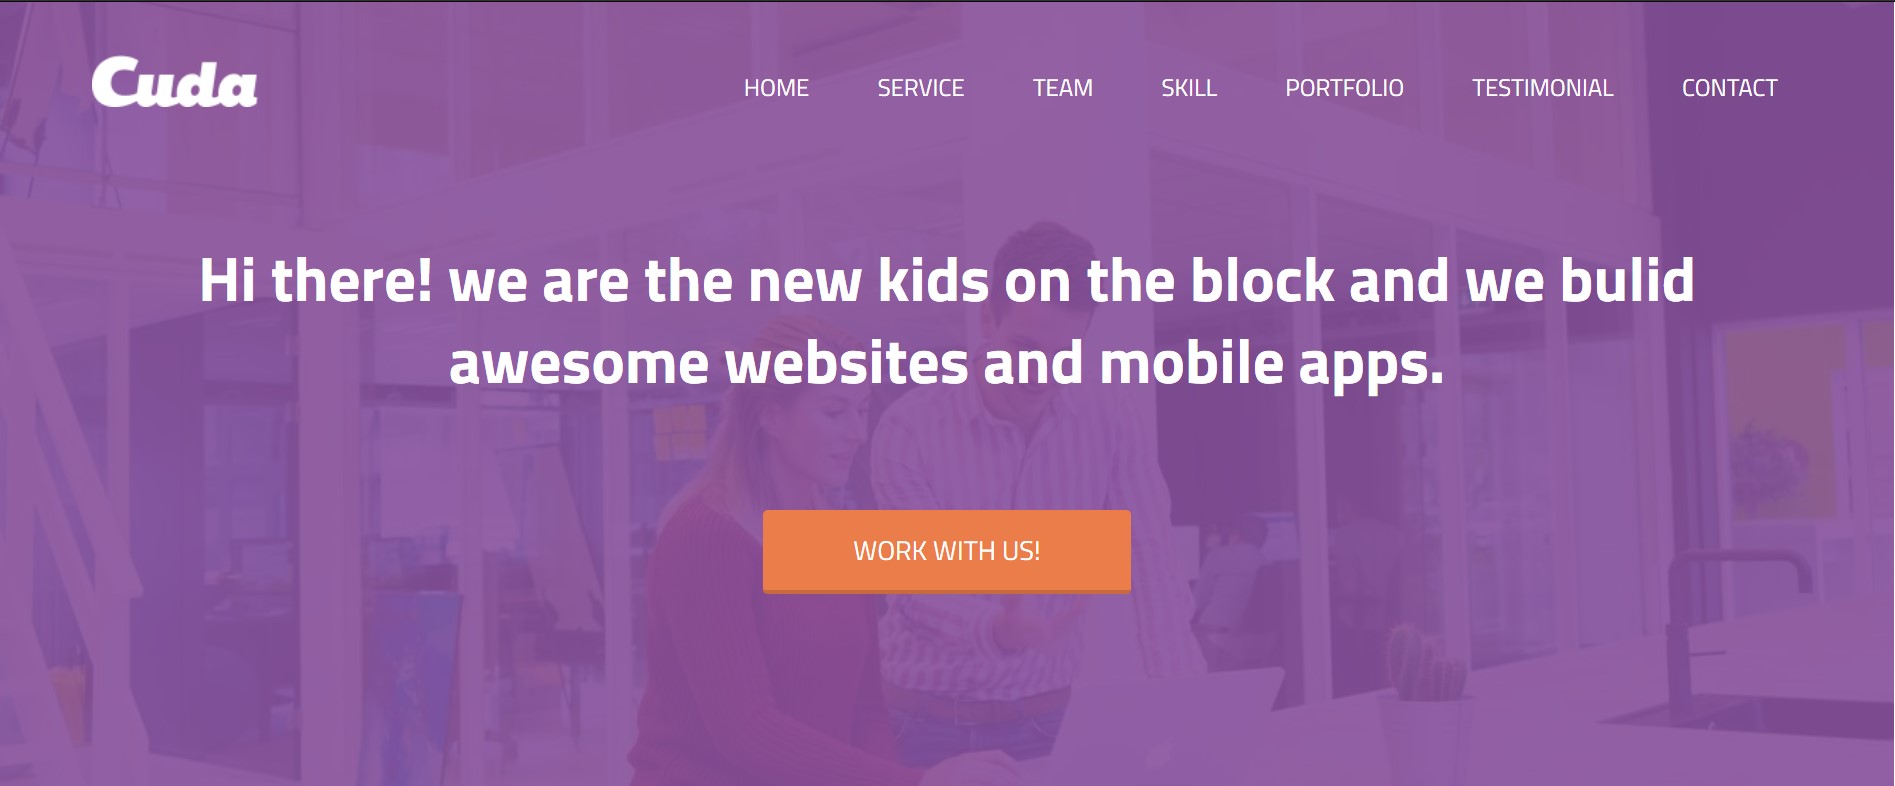 Cuda
HOME SERVICE TEAM SKILL PORTFOLIO TESTIMONIAL CONTACT
Hi there! we are the new kids on the block and we bulid
awesome websites and mobile apps.
WORK WITH US!